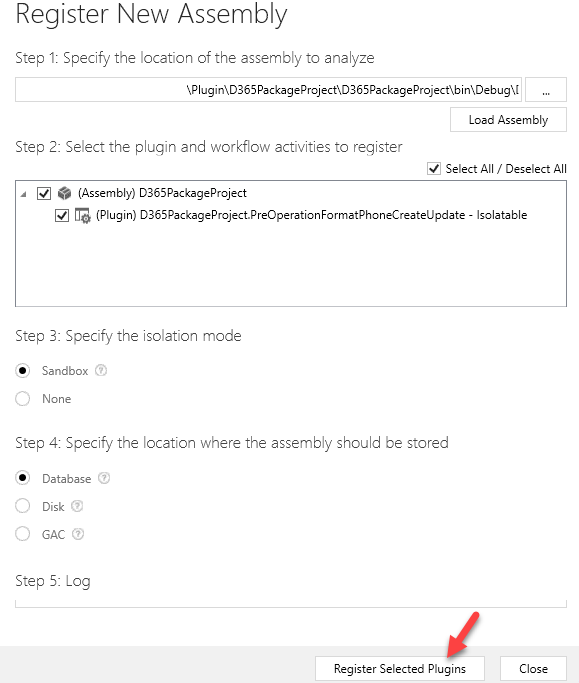 Register New Assembly
Step 1: Specify the location of the assembly to analyze
\Plugin\D365PackageProject\D365PackageProject\bin\Debug\
...
Load Assembly
Step 2: Select the plugin and workflow activities to register
Select All / Deselect All
(Assembly) D365PackageProject
(Plugin) D365PackageProject.PreOperationFormatPhoneCreateUpdate - Isolatable
Step 3: Specify the isolation mode
Sandbox ?
None
Step 4: Specify the location where the assembly should be stored
Database ?
Disk ?
GAC ?
Step 5: Log
Register Selected Plugins
Close